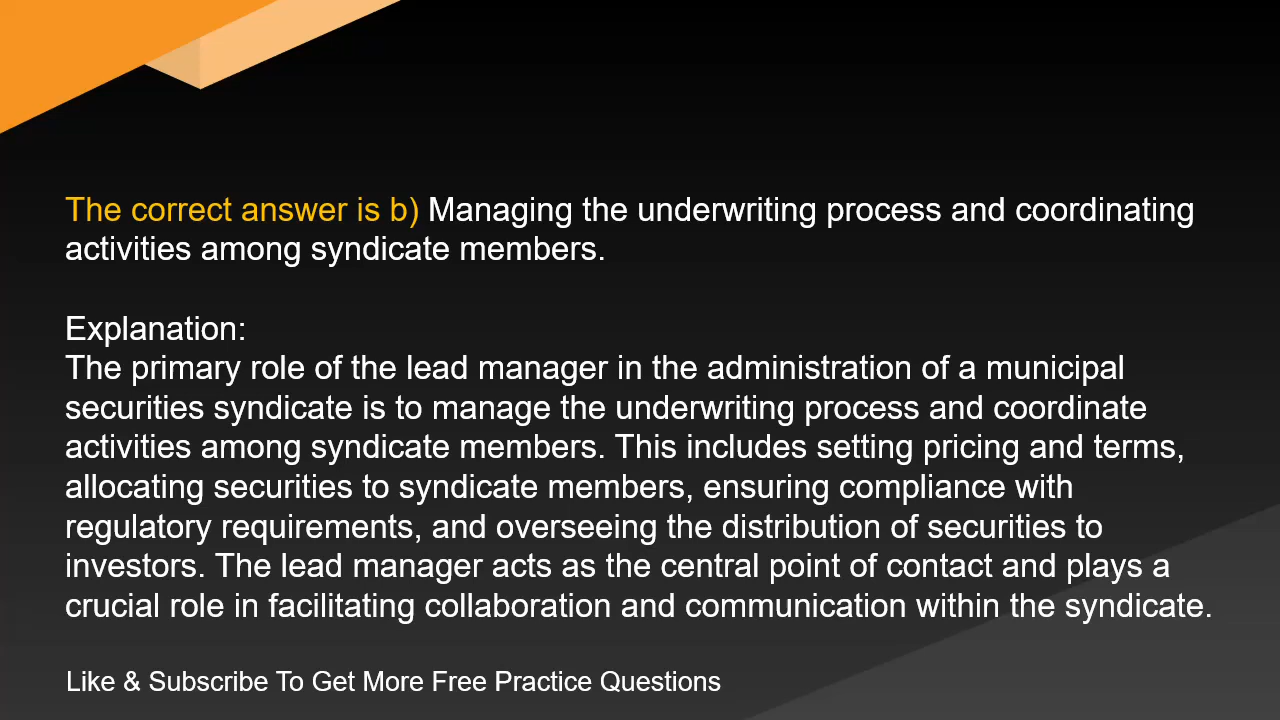 The correct answer is b) Managing the underwriting process and coordinating
activities among syndicate members.
Explanation:
The primary role of the lead manager in the administration of a municipal
securities syndicate is to manage the underwriting process and coordinate
activities among syndicate members. This includes setting pricing and terms,
allocating securities to syndicate members, ensuring compliance with
regulatory requirements, and overseeing the distribution of securities to
investors. The lead manager acts as the central point of contact and plays a
crucial role in facilitating collaboration and communication within the syndicate.
Like & Subscribe To Get More Free Practice Questions